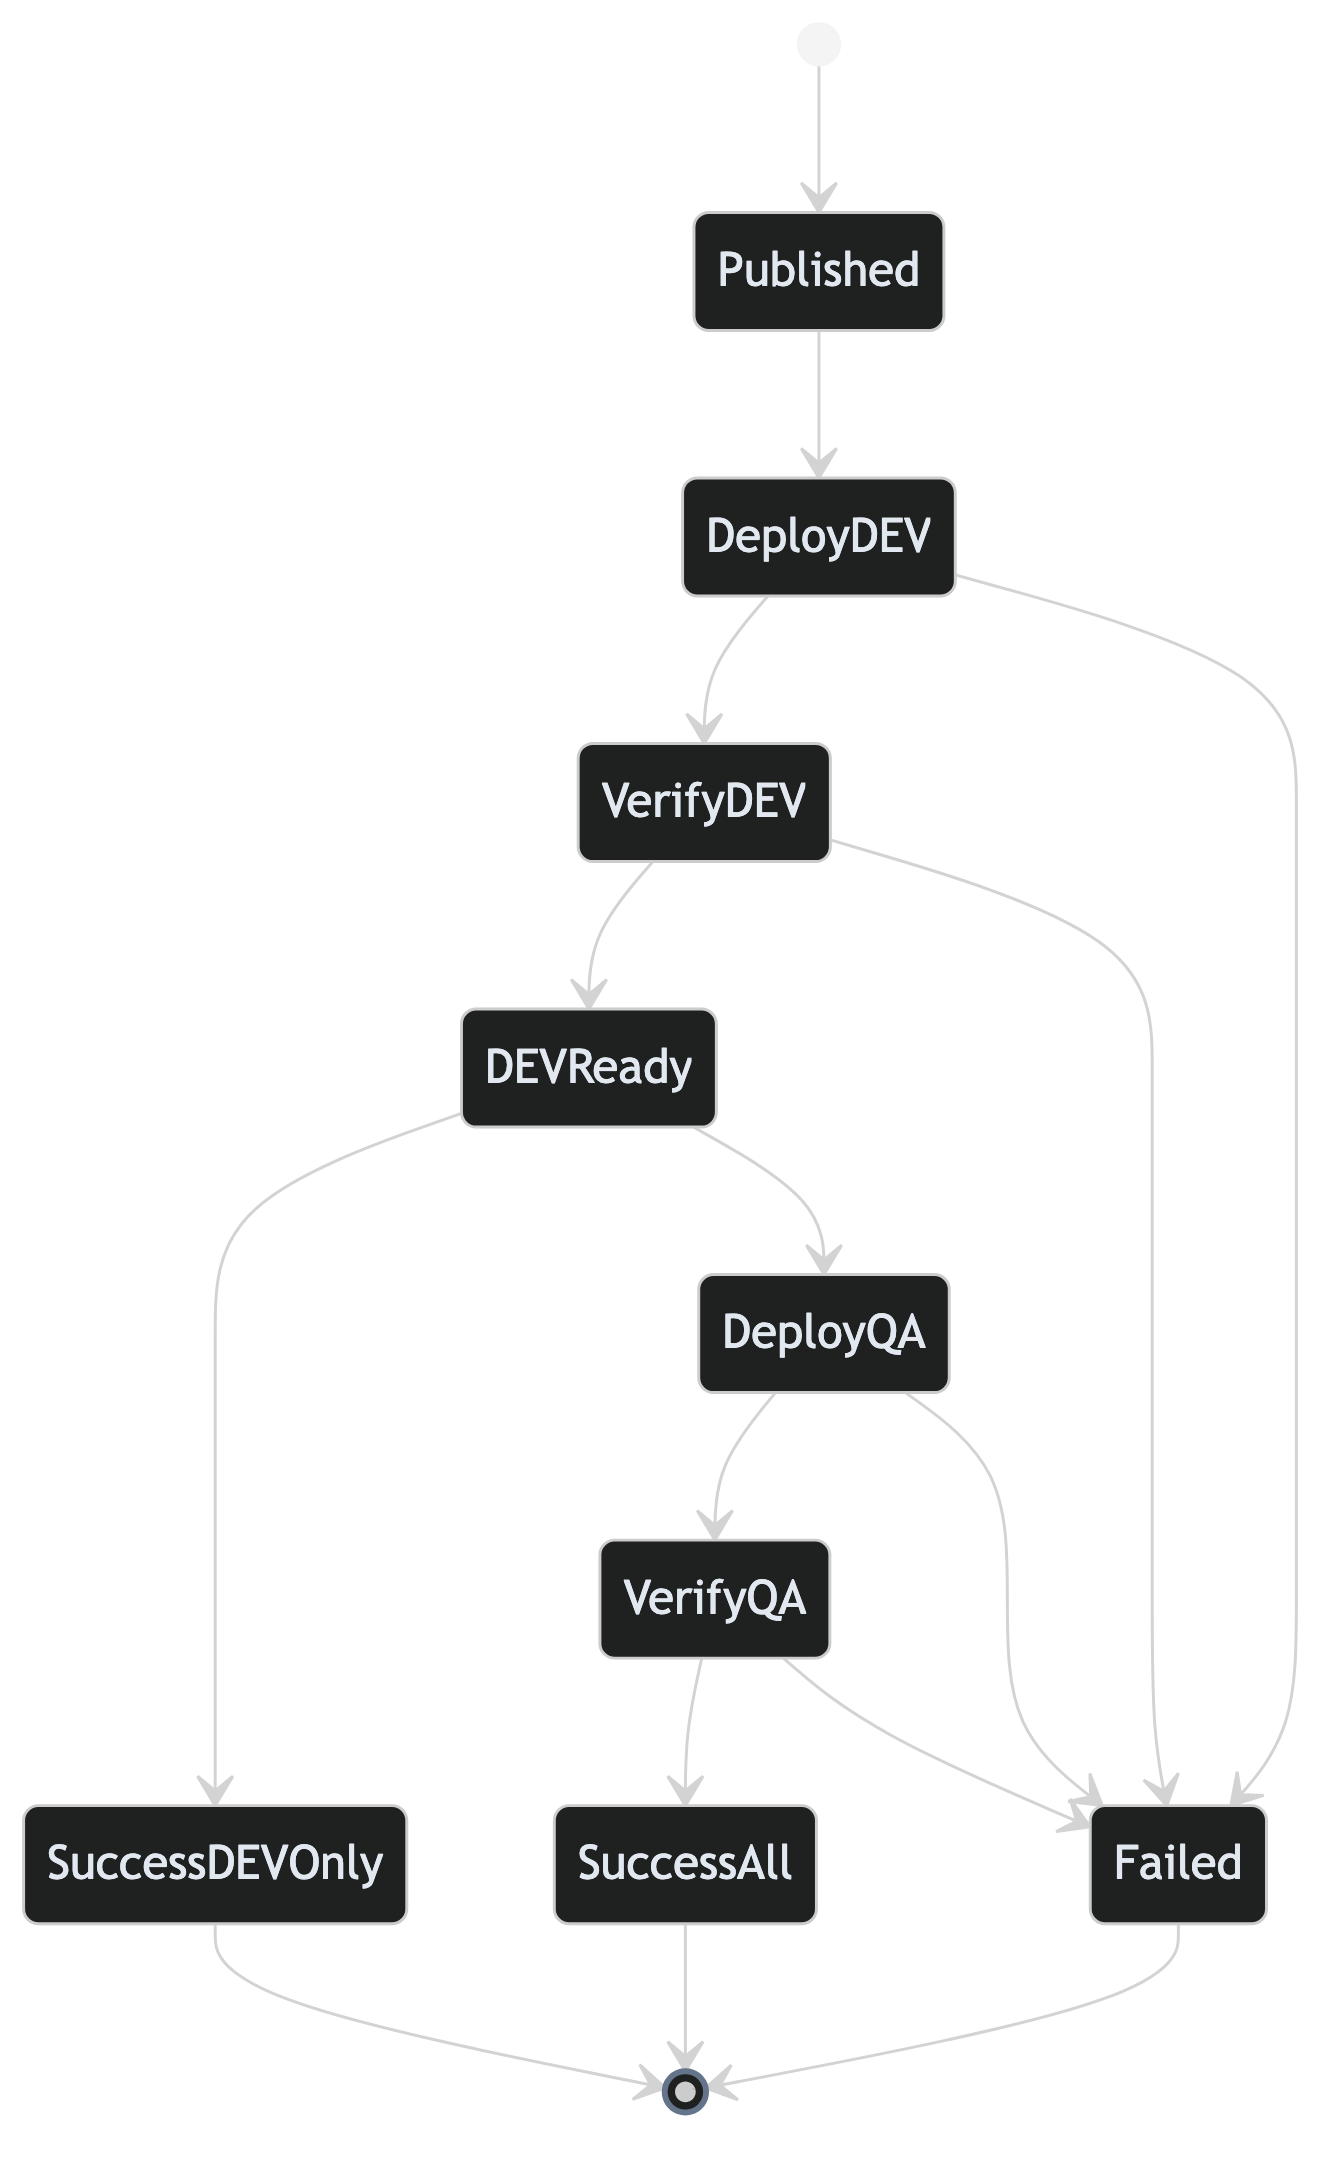 Published
DeployDEV
VerifyDEV
DEVReady
DeployQA
VerifyQA
SuccessDEVOnly
SuccessAll
Failed